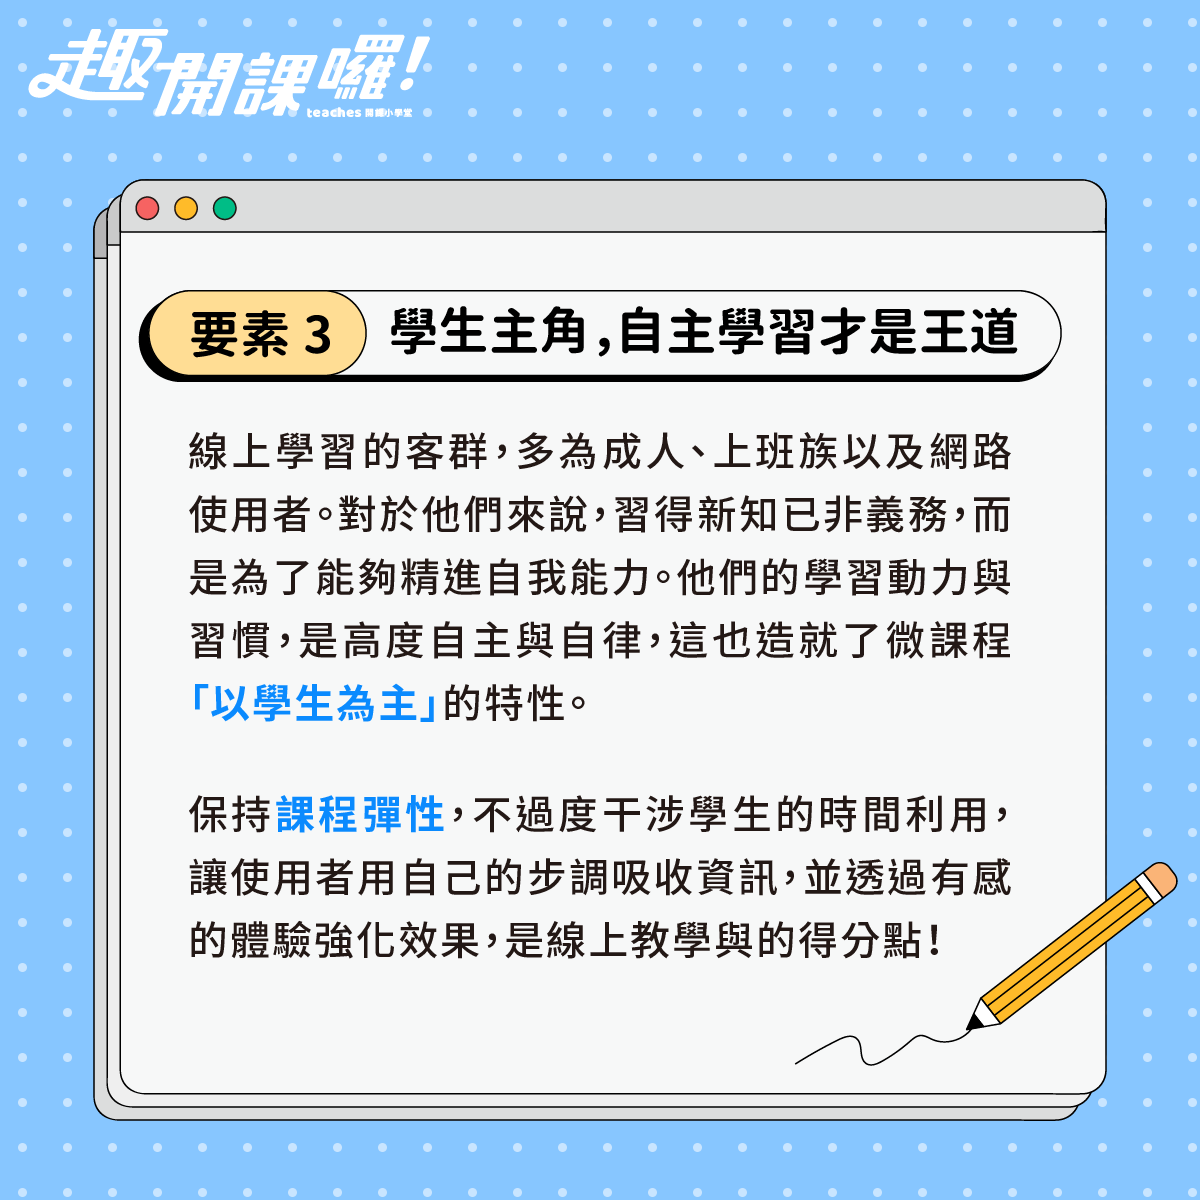 趣開課囉!
teaches 開課小學堂
要素 3 學生主角,自主學習才是王道
線上學習的客群,多為成人、上班族以及網路
使用者。對於他們來說,習得新知已非義務,而
是為了能夠精進自我能力。他們的學習動力與
習慣,是高度自主與自律,這也造就了微課程
「以學生為主」的特性。
保持課程彈性,不過度干涉學生的時間利用,
讓使用者用自己的步調吸收資訊,並透過有感
的體驗強化效果,是線上教學與的得分點!